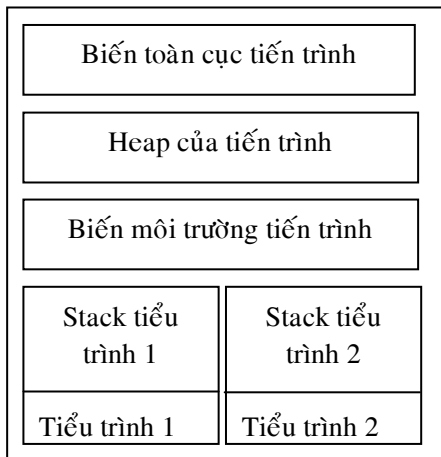 Biến toàn cục tiến trình
Heap của tiến trình
Biến môi trường tiến trình
Stack tiểu
trình 1
Stack tiểu
trình 2
Tiểu trình 1
Tiểu trình 2